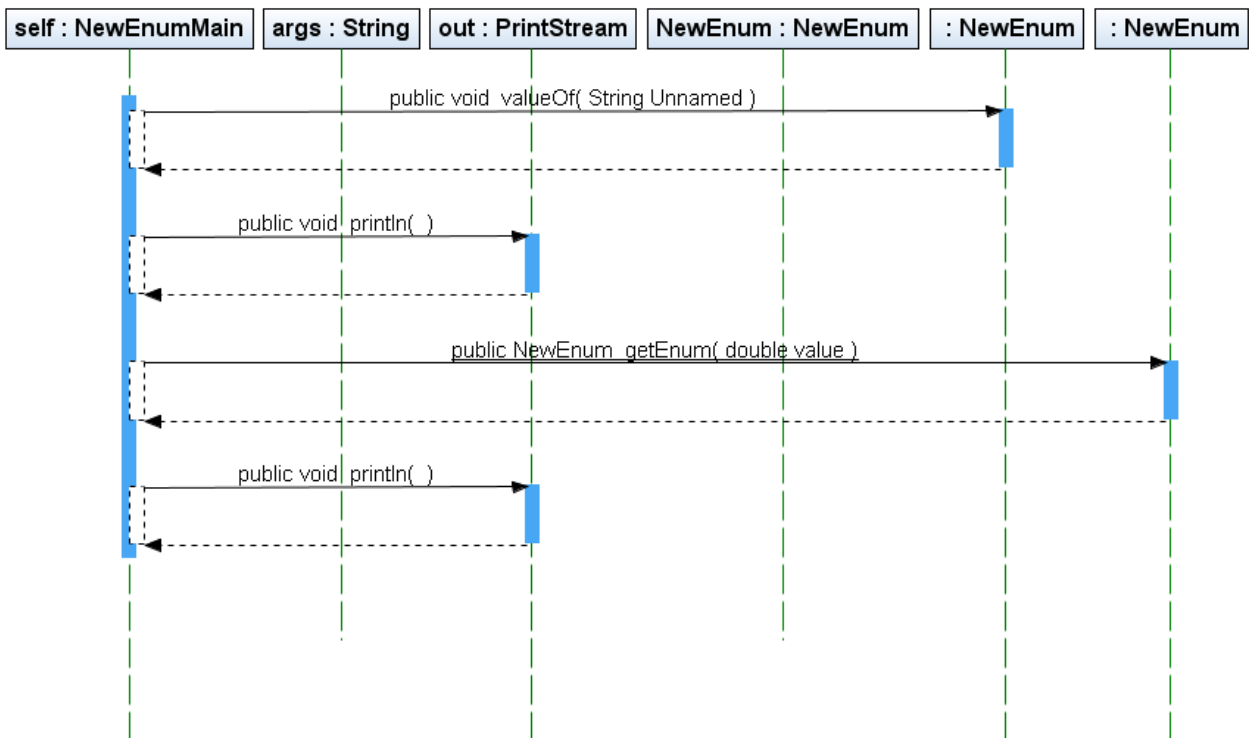 self : NewEnumMain
args : String
out : PrintStream
NewEnum : NewEnum
: NewEnum
: NewEnum
public void valueOf( String Unnamed )
public void println( )
public NewEnum getEnum( double value )
public void println( )